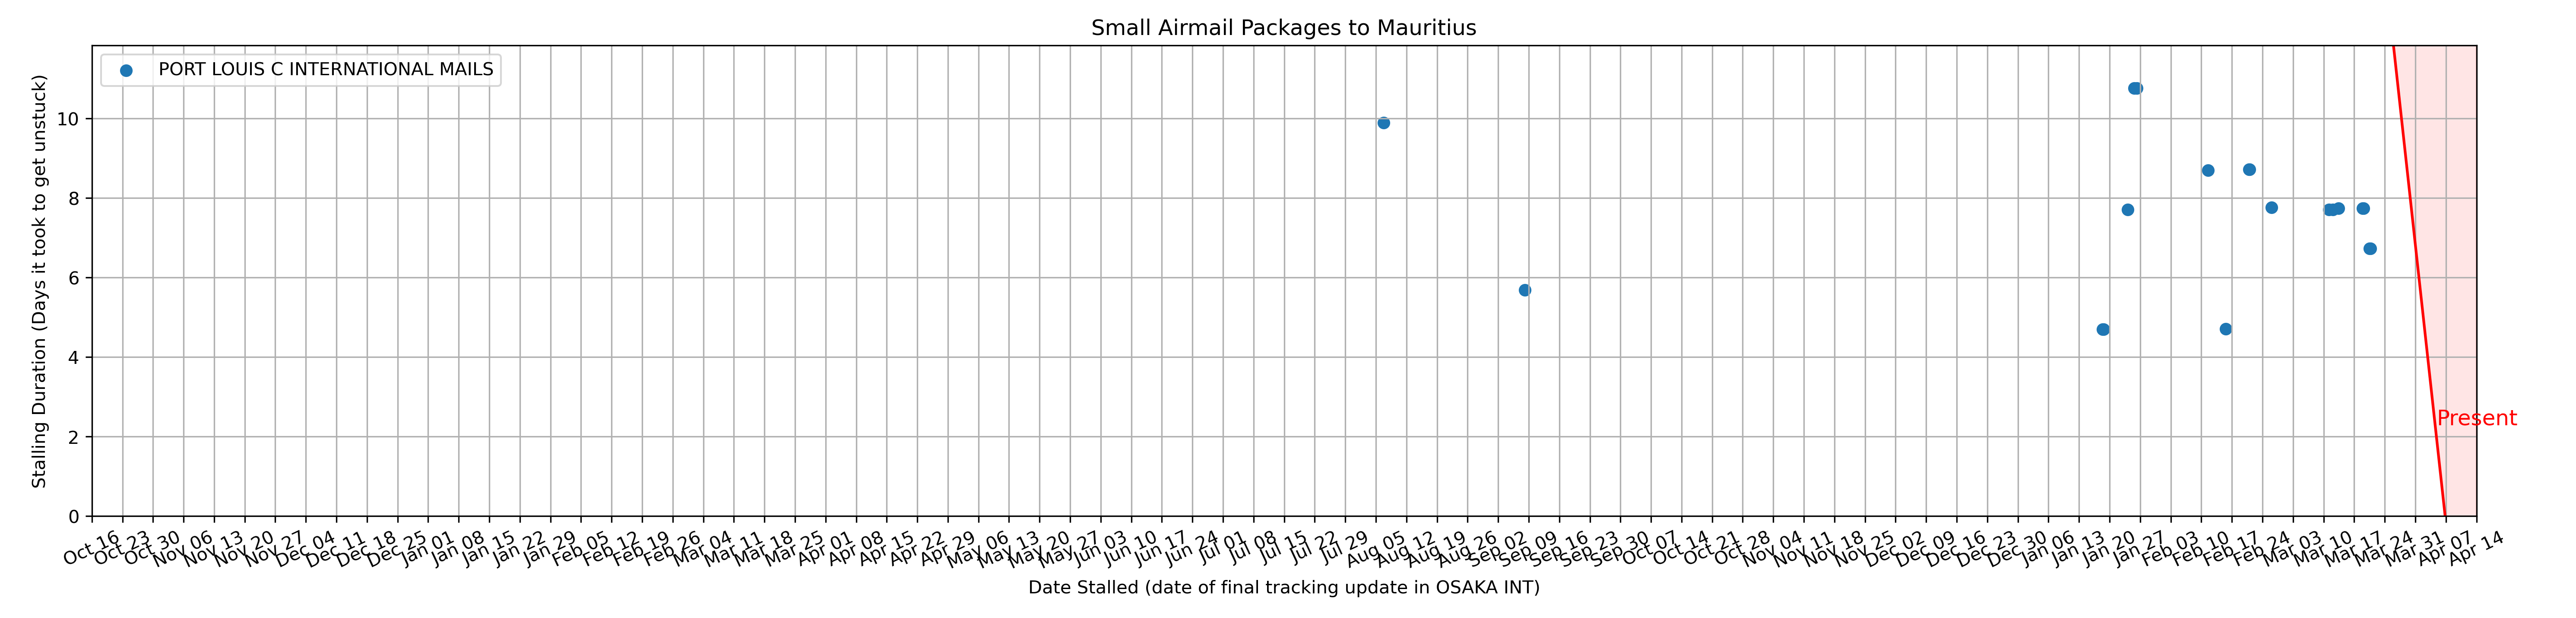 Small Airmail Packages to Mauritius
PORT LOUIS C INTERNATIONAL MAILS
Stalling Duration (Days it took to get unstuck)
10
8
6
4
2
0
Present
Oct 16 Oct 23 Oct 30 Nov 06 Nov 13 Nov 20 Nov 27 Dec 04 Dec 11 Dec 18 Dec 25 Jan 01 Jan 08 Jan 15 Jan 22 Jan 29 Feb 05 Feb 12 Feb 19 Feb 26 Mar 04 Mar 11 Mar 18 Mar 25 Apr 01 Apr 08 Apr 15 Apr 22 Apr 29 May 06 May 13 May 20 May 27 Jun 03 Jun 10 Jun 17 Jun 24 Jul 01 Jul 08 Jul 15 Jul 22 Jul 29 Aug 05 Aug 12 Aug 19 Aug 26 Sep 02 Sep 09 Sep 16 Sep 23 Sep 30 Oct 07 Oct 14 Oct 21 Oct 28 Nov 04 Nov 11 Nov 18 Nov 25 Dec 02 Dec 09 Dec 16 Dec 23 Dec 30 Jan 06 Jan 13 Jan 20 Jan 27 Feb 03 Feb 10 Feb 17 Feb 24 Mar 03 Mar 10 Mar 17 Mar 24 Mar 31 Apr 07 Apr 14
Date Stalled (date of final tracking update in OSAKA INT)